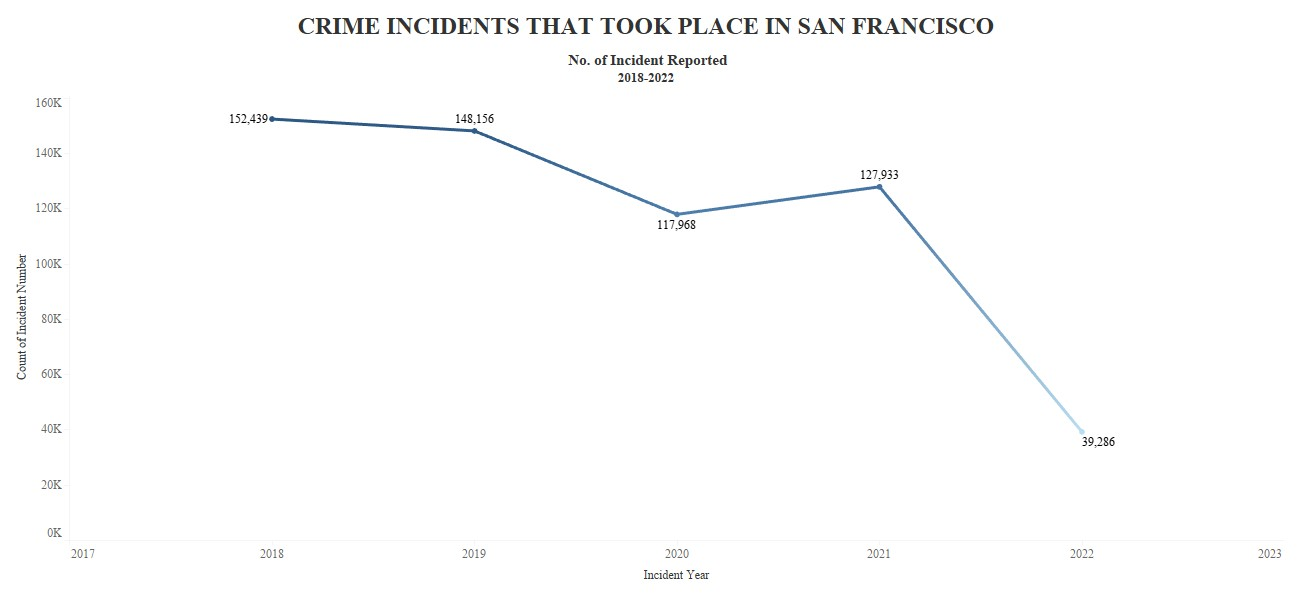 CRIME INCIDENTS THAT TOOK PLACE IN SAN FRANCISCO
No. of Incident Reported
2018-2022
160K
152,439
148,156
140K
127,933
120K
117,968
100K
Count of Incident Number
80K
60K
40K
39,286
20K
0K
2017 2018 2019 2020 2021 2022 2023
Incident Year